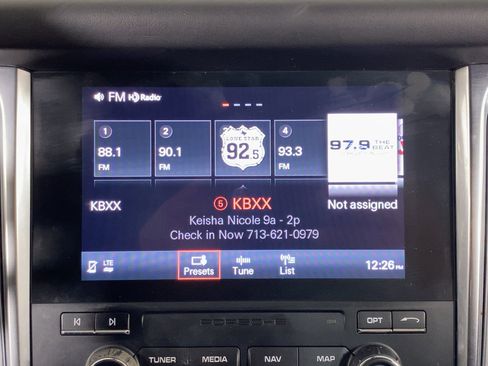 FM HD Radio
1
88.1
FM
2
90.1
FM
LONE STAR
92.5
4
93.3
FM
97.9 THE BEAT
KBXX
5 KBXX
Not assigned
Keisha Nicole 9a - 2p
Check in Now 713-621-0979
LTE
Presets
Tune
List
12:26 PM
PORSCHE
OPT
TUNER
MEDIA
NAV
MAP